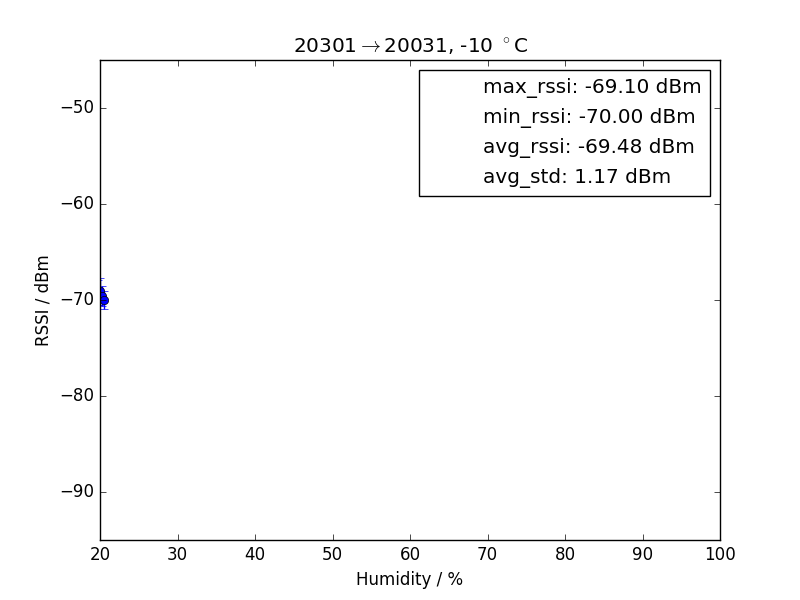 20301→20031, -10 °C
max_rssi: -69.10 dBm
min_rssi: -70.00 dBm
avg_rssi: -69.48 dBm
avg_std: 1.17 dBm
RSSI / dBm
−50
−60
−70
−80
−90
20 30 40 50 60 70 80 90 100
Humidity / %